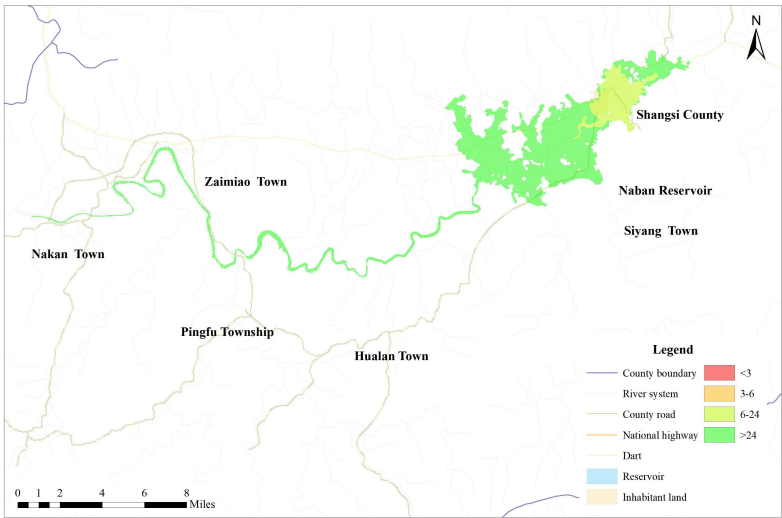 N
Shangsi County
Zaimiao Town
Naban Reservoir
Siyang Town
Nakan Town
Pingfu Township
Hualan Town
Legend
County boundary
River system
County road
National highway
Dart
Reservoir
Inhabitant land
<3
3-6
6-24
>24
0 1 2 4 6 8
Miles